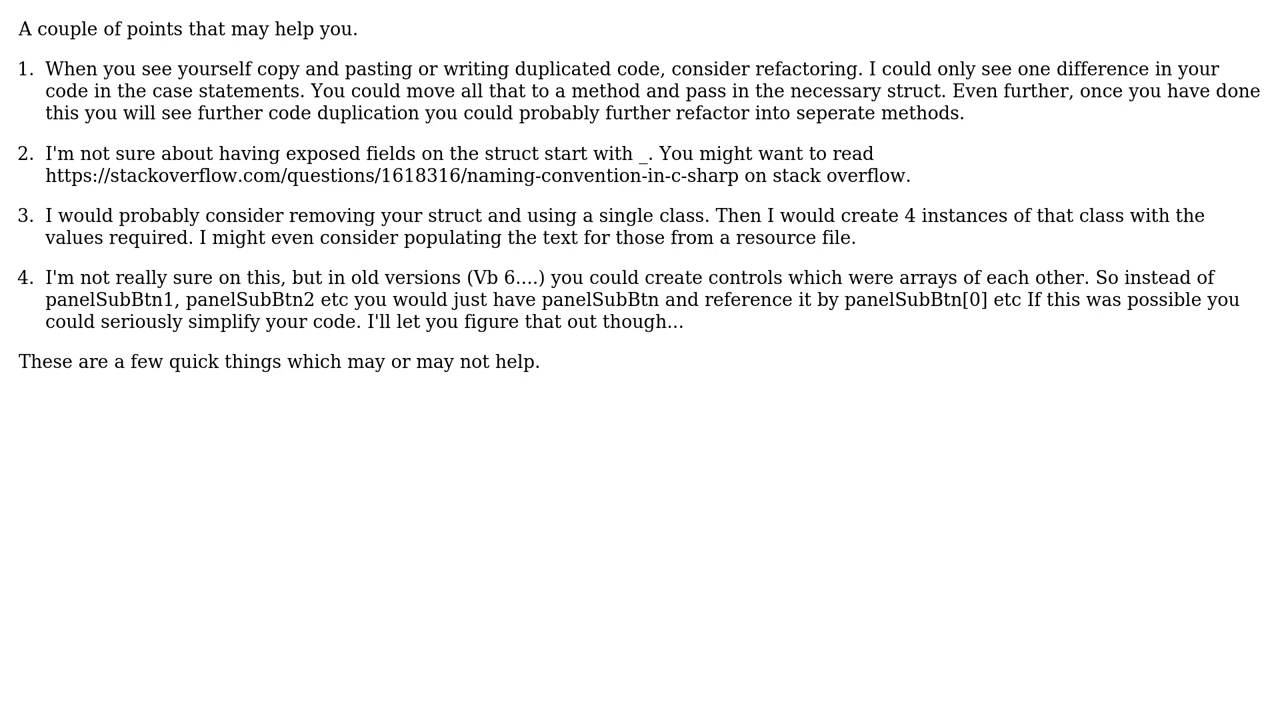 A couple of points that may help you.
1. When you see yourself copy and pasting or writing duplicated code, consider refactoring. I could only see one difference in your
code in the case statements. You could move all that to a method and pass in the necessary struct. Even further, once you have done
this you will see further code duplication you could probably further refactor into seperate methods.
2. I'm not sure about having exposed fields on the struct start with _. You might want to read
https://stackoverflow.com/questions/1618316/naming-convention-in-c-sharp on stack overflow.
3. I would probably consider removing your struct and using a single class. Then I would create 4 instances of that class with the
values required. I might even consider populating the text for those from a resource file.
4. I'm not really sure on this, but in old versions (Vb 6....) you could create controls which were arrays of each other. So instead of
panelSubBtn1, panelSubBtn2 etc you would just have panelSubBtn and reference it by panelSubBtn[0] etc If this was possible you
could seriously simplify your code. I'll let you figure that out though...
These are a few quick things which may or may not help.